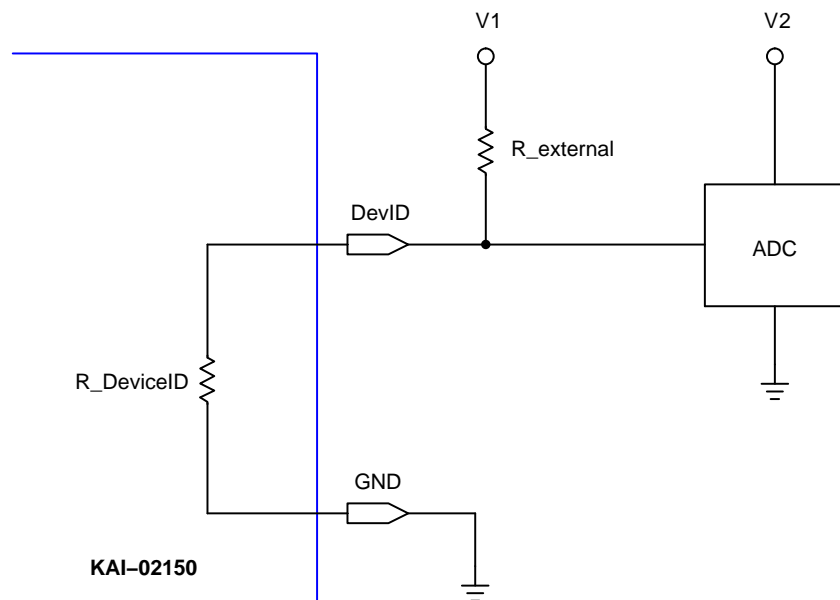 V1
V2
R_external
DevID
ADC
R_DeviceID
GND
KAI–02150